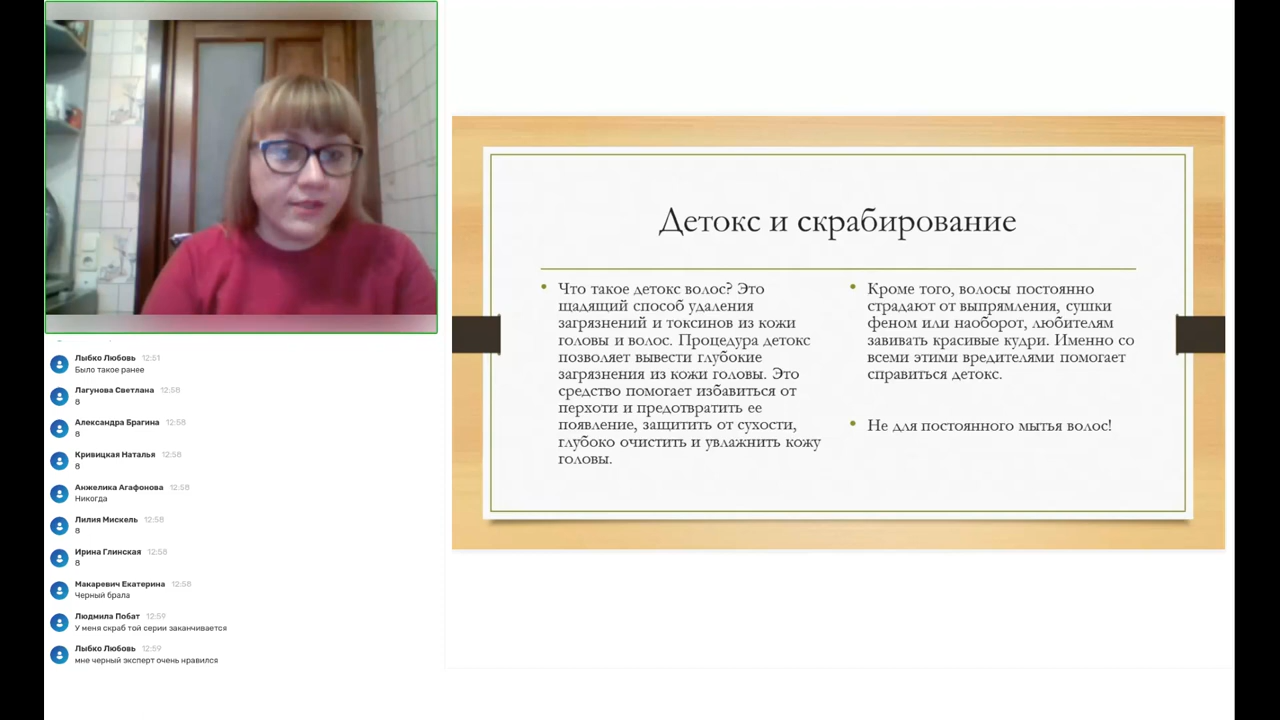 Лыбко Любовь 12:51
Было такое ранее
Лагунова Светлана 12:58
8
Александра Брагина 12:58
8
Кривицкая Наталья 12:58
8
Анжелика Агафонова 12:58
Никогда
Лилия Мискель 12:58
8
Ирина Глинская 12:58
8
Макаревич Екатерина 12:58
Черный брала
Людмила Побат 12:59
У меня скраб той серии заканчивается
Лыбко Любовь 12:59
мне черный эксперт очень нравился
Детокс и скрабирование
• Что такое детокс волос? Это
щадящий способ удаления
загрязнений и токсинов из кожи
головы и волос. Процедура детокс
позволяет вывести глубокие
загрязнения из кожи головы. Это
средство помогает избавиться от
перхоти и предотвратить ее
появление, защитить от сухости,
глубоко очистить и увлажнить кожу
головы.
• Кроме того, волосы постоянно
страдают от выпрямления, сушки
феном или наоборот, любителям
завивать красивые кудри. Именно со
всеми этими вредителями помогает
справиться детокс.
• Не для постоянного мытья волос!